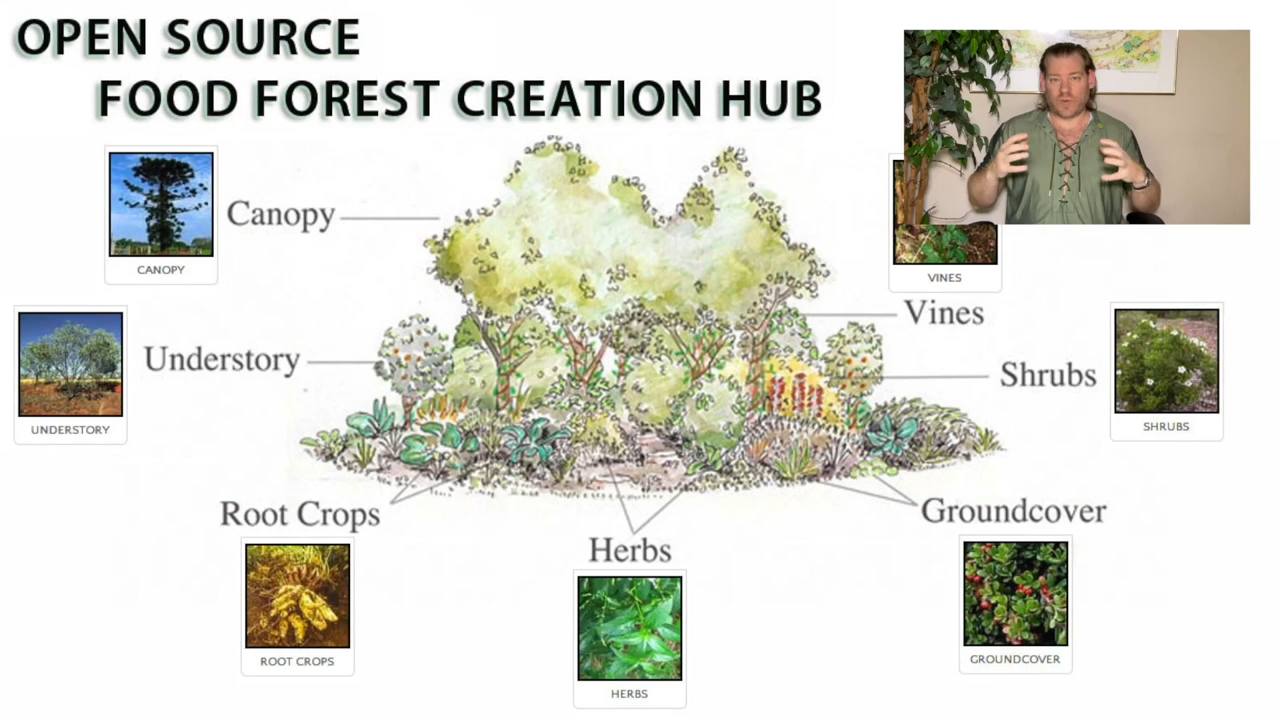 OPEN SOURCE
FOOD FOREST CREATION HUB
CANOPY
Canopy
VINES
Vines
UNDERSTORY
Understory
Shrubs
SHRUBS
Root Crops
ROOT CROPS
Herbs
HERBS
Groundcover
GROUNDCOVER